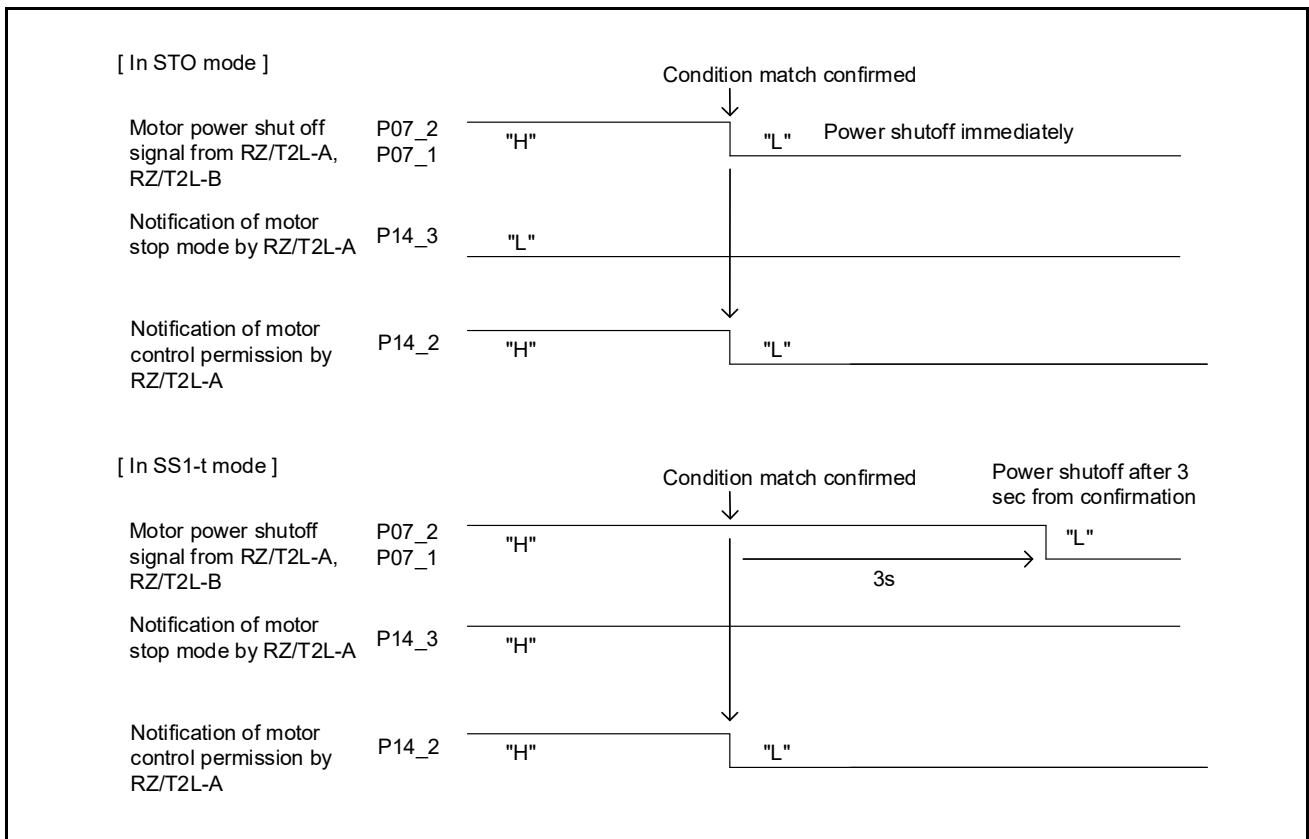 [ In STO mode ]
Condition match confirmed
Motor power shut off
signal from RZ/T2L-A,
RZ/T2L-B
P07_2
P07_1
"H"
"L"
Power shutoff immediately
Notification of motor
stop mode by RZ/T2L-A
P14_3
"L"
Notification of motor
control permission by
RZ/T2L-A
P14_2
"H"
"L"
[ In SS1-t mode ]
Condition match confirmed
Power shutoff after 3
sec from confirmation
Motor power shutoff
signal from RZ/T2L-A,
RZ/T2L-B
P07_2
P07_1
"H"
"L"
3s
Notification of motor
stop mode by RZ/T2L-A
P14_3
"H"
Notification of motor
control permission by
RZ/T2L-A
P14_2
"H"
"L"